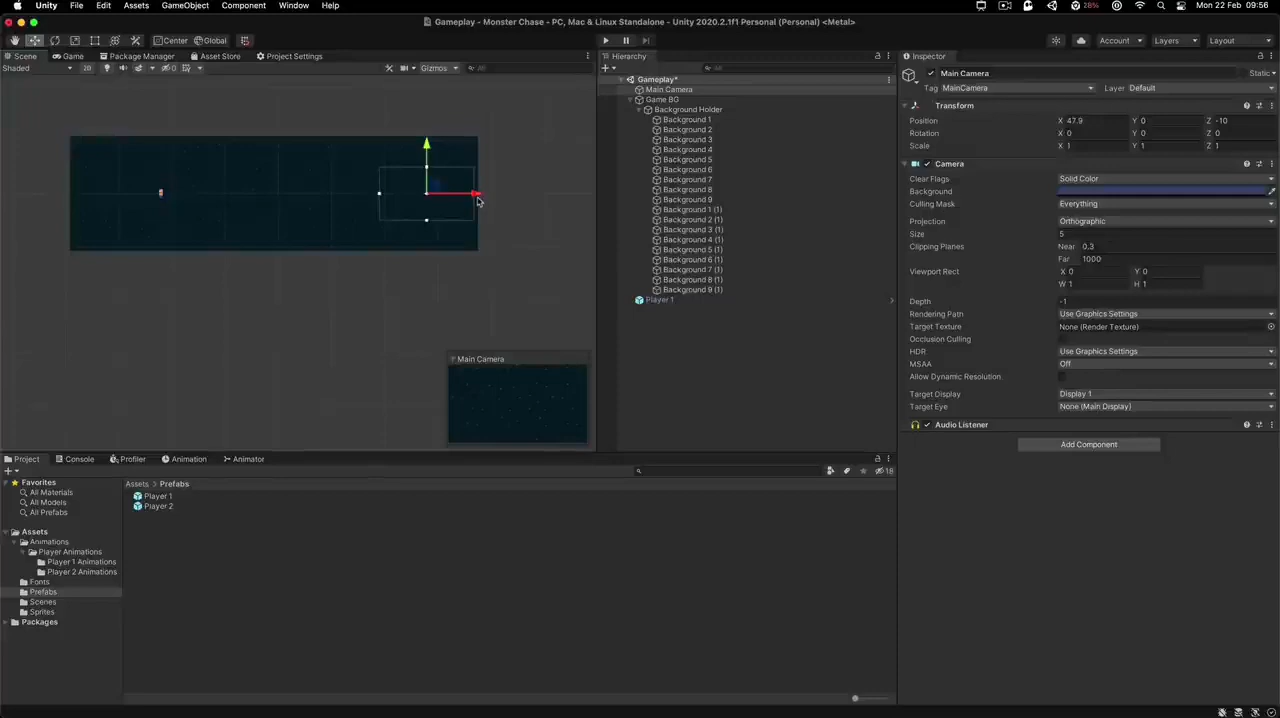 Unity File Edit Assets GameObject Component Window Help 28% Mon 22 Feb 09:56
Gameplay - Monster Chase - PC, Mac & Linux Standalone - Unity 2020.2.1f1 Personal (Personal) <Metal>
Center Global Account Layers Layout
Scene Game Package Manager Asset Store Project Settings
Shaded 2D 0 Gizmos All
Hierarchy
All
Gameplay*
Main Camera
Game BG
Background Holder
Background 1
Background 2
Background 3
Background 4
Background 5
Background 6
Background 7
Background 8
Background 9
Background 1 (1)
Background 2 (1)
Background 3 (1)
Background 4 (1)
Background 5 (1)
Background 6 (1)
Background 7 (1)
Background 8 (1)
Background 9 (1)
Player 1
Main Camera
Inspector
Main Camera Static
Tag MainCamera Layer Default
Transform
Position X 47.9 Y 0 Z -10
Rotation X 0 Y 0 Z 0
Scale X 1 Y 1 Z 1
Camera
Clear Flags Solid Color
Background
Culling Mask Everything
Projection Orthographic
Size 5
Clipping Planes Near 0.3
Far 1000
Viewport Rect X 0 Y 0
W 1 H 1
Depth -1
Rendering Path Use Graphics Settings
Target Texture None (Render Texture)
Occlusion Culling
HDR Use Graphics Settings
MSAA Off
Allow Dynamic Resolution
Target Display Display 1
Target Eye None (Main Display)
Audio Listener
Add Component
Project Console Profiler Animation Animator
18
Favorites
All Materials
All Models
All Prefabs
Assets
Animations
Player Animations
Player 1 Animations
Player 2 Animations
Fonts
Prefabs
Scenes
Sprites
Packages
Assets > Prefabs
Player 1
Player 2